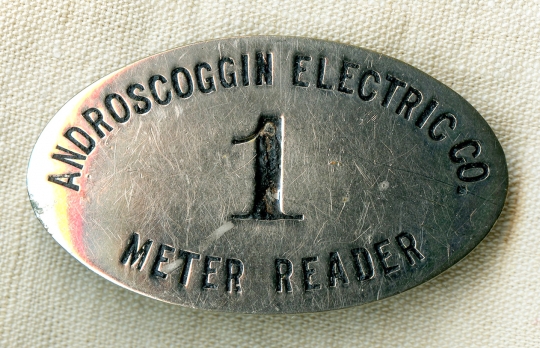 ANDROSCOGGIN ELECTRIC CO.
1
METER READER